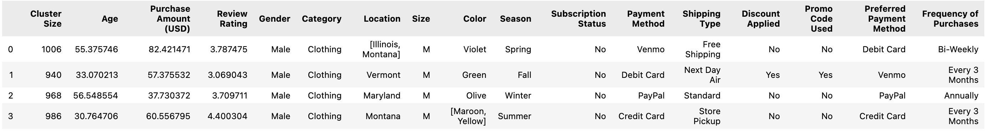 Cluster Size Age Purchase Amount (USD) Review Rating Gender Category Location Size Color Season Subscription Status Payment Method Shipping Type Discount Applied Promo Code Used Preferred Payment Method Frequency of Purchases
0 1006 55.375746 82.421471 3.787475 Male Clothing [Illinois, Montana] M Violet Spring No Venmo Free Shipping No No Debit Card Bi-Weekly
1 940 33.070213 57.375532 3.069043 Male Clothing Vermont M Green Fall No Debit Card Next Day Air Yes Yes Venmo Every 3 Months
2 968 56.548554 37.730372 3.709711 Male Clothing Maryland M Olive Winter No PayPal Standard No No PayPal Annually
3 986 30.764706 60.556795 4.400304 Male Clothing Montana M [Maroon, Yellow] Summer No Credit Card Store Pickup No No Credit Card Every 3 Months